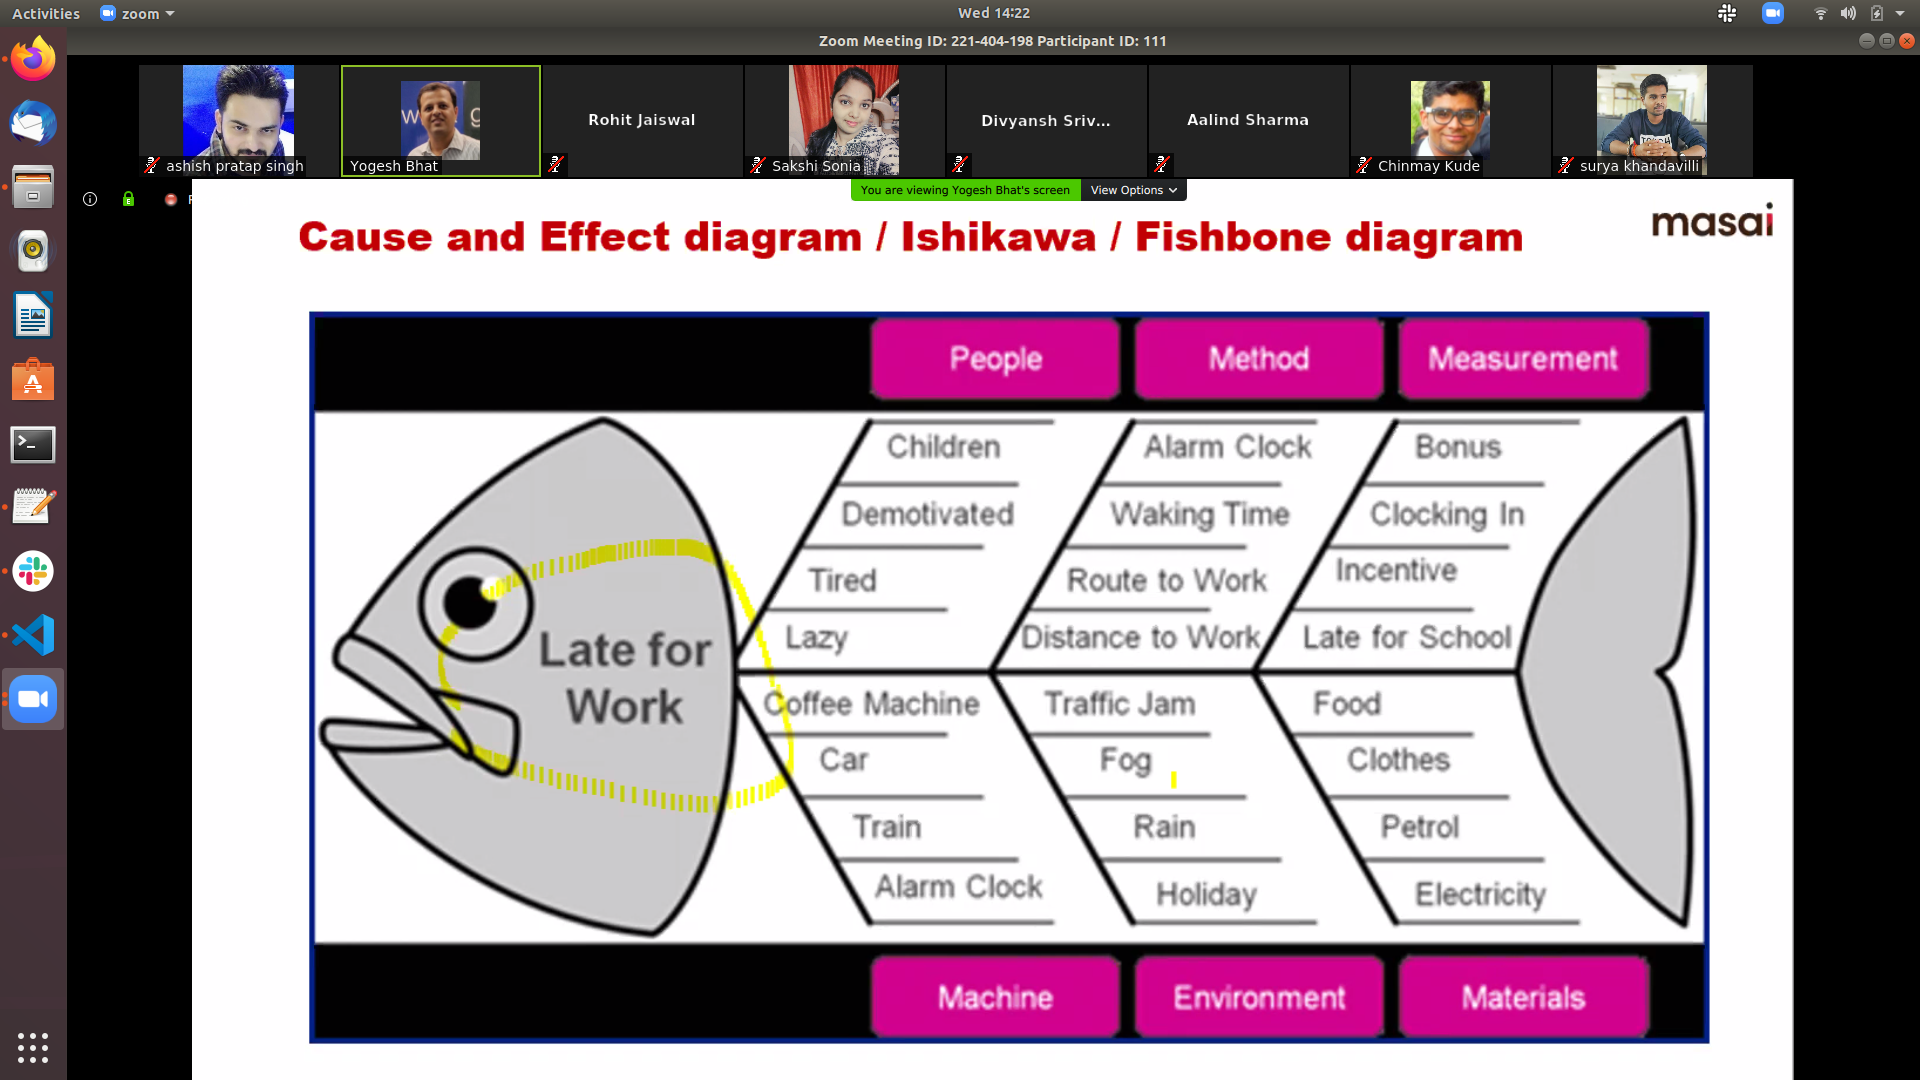 Activities
zoom
Wed 14:22
Zoom Meeting ID: 221-404-198 Participant ID: 111
ashish pratap singh
Yogesh Bhat
Rohit Jaiswal
Sakshi Sonia
Divyansh Sriv...
Aalind Sharma
Chinmay Kude
surya khandavilli
You are viewing Yogesh Bhat's screen
View Options
Cause and Effect diagram / Ishikawa / Fishbone diagram
masai
People
Method
Measurement
Children
Demotivated
Tired
Lazy
Alarm Clock
Waking Time
Route to Work
Distance to Work
Bonus
Clocking In
Incentive
Late for School
Late for
Work
Coffee Machine
Car
Train
Alarm Clock
Traffic Jam
Fog
Rain
Holiday
Food
Clothes
Petrol
Electricity
Machine
Environment
Materials